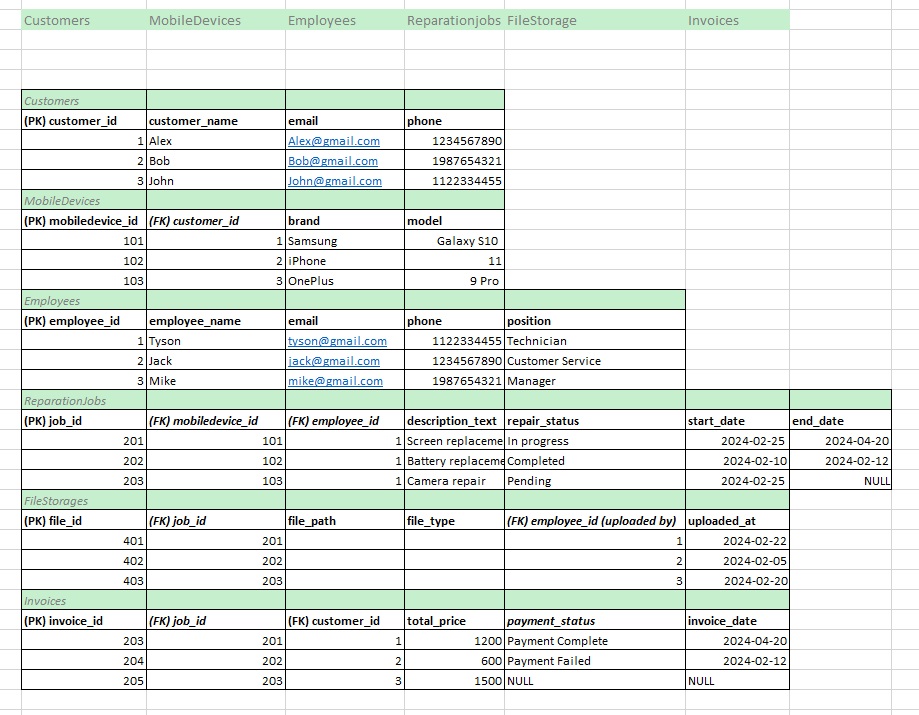 Customers MobileDevices Employees Reparationjobs FileStorage Invoices
Customers
(PK) customer_id customer_name email phone
1 Alex Alex@gmail.com 1234567890
2 Bob Bob@gmail.com 1987654321
3 John John@gmail.com 1122334455
MobileDevices
(PK) mobiledevice_id (FK) customer_id brand model
101 1 Samsung Galaxy S10
102 2 iPhone 11
103 3 OnePlus 9 Pro
Employees
(PK) employee_id employee_name email phone position
1 Tyson tyson@gmail.com 1122334455 Technician
2 Jack jack@gmail.com 1234567890 Customer Service
3 Mike mike@gmail.com 1987654321 Manager
ReparationJobs
(PK) job_id (FK) mobiledevice_id (FK) employee_id description_text repair_status start_date end_date
201 101 1 Screen replaceme In progress 2024-02-25 2024-04-20
202 102 1 Battery replaceme Completed 2024-02-10 2024-02-12
203 103 1 Camera repair Pending 2024-02-25 NULL
FileStorages
(PK) file_id (FK) job_id file_path file_type (FK) employee_id (uploaded by) uploaded_at
401 201 1 2024-02-22
402 202 2 2024-02-05
403 203 3 2024-02-20
Invoices
(PK) invoice_id (FK) job_id (FK) customer_id total_price payment_status invoice_date
203 201 1 1200 Payment Complete 2024-04-20
204 202 2 600 Payment Failed 2024-02-12
205 203 3 1500 NULL NULL